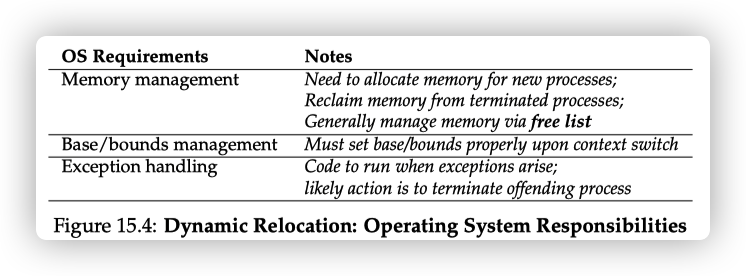 OS Requirements Notes
Memory management Need to allocate memory for new processes;
Reclaim memory from terminated processes;
Generally manage memory via free list
Base/bounds management Must set base/bounds properly upon context switch
Exception handling Code to run when exceptions arise;
likely action is to terminate offending process
Figure 15.4: Dynamic Relocation: Operating System Responsibilities